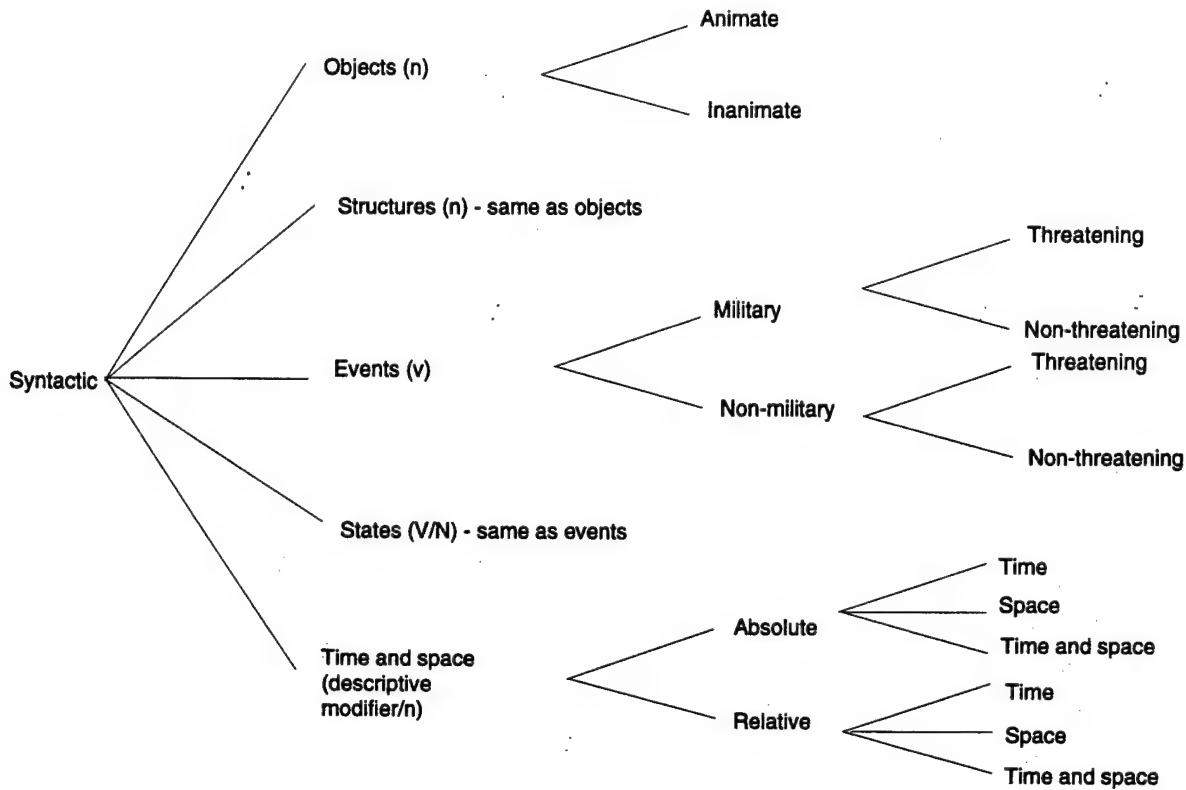 Animate
Objects (n)
Inanimate
Structures (n) - same as objects
Threatening
Military
Non-threatening
Threatening
Syntactic
Events (v)
Non-military
Non-threatening
States (V/N) - same as events
Time
Space
Absolute
Time and space
Time and space
(descriptive
modifier/n)
Time
Relative
Space
Time and space